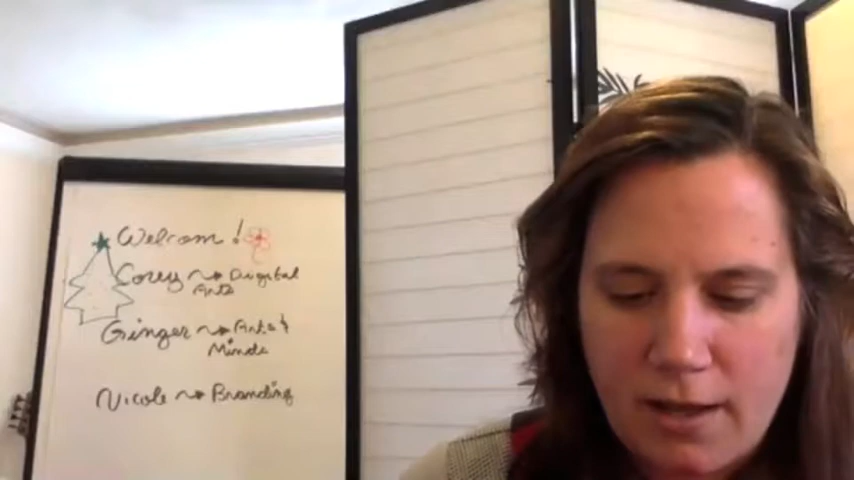 Welcom!
Corey → Digital
Arts
Ginger → Arts &
Minds
Nicole → Branding